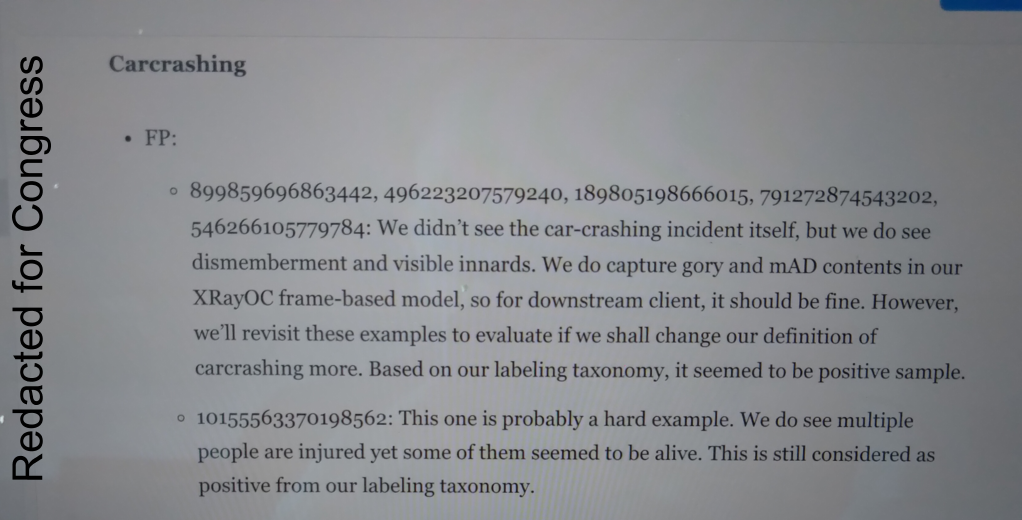 Redacted for Congress
Carcrashing
• FP:
◦ 899859696863442, 496223207579240, 189805198666015, 791272874543202,
546266105779784: We didn't see the car-crashing incident itself, but we do see
dismemberment and visible innards. We do capture gory and mAD contents in our
XRayOC frame-based model, so for downstream client, it should be fine. However,
we'll revisit these examples to evaluate if we shall change our definition of
carcrashing more. Based on our labeling taxonomy, it seemed to be positive sample.
◦ 10155563370198562: This one is probably a hard example. We do see multiple
people are injured yet some of them seemed to be alive. This is still considered as
positive from our labeling taxonomy.